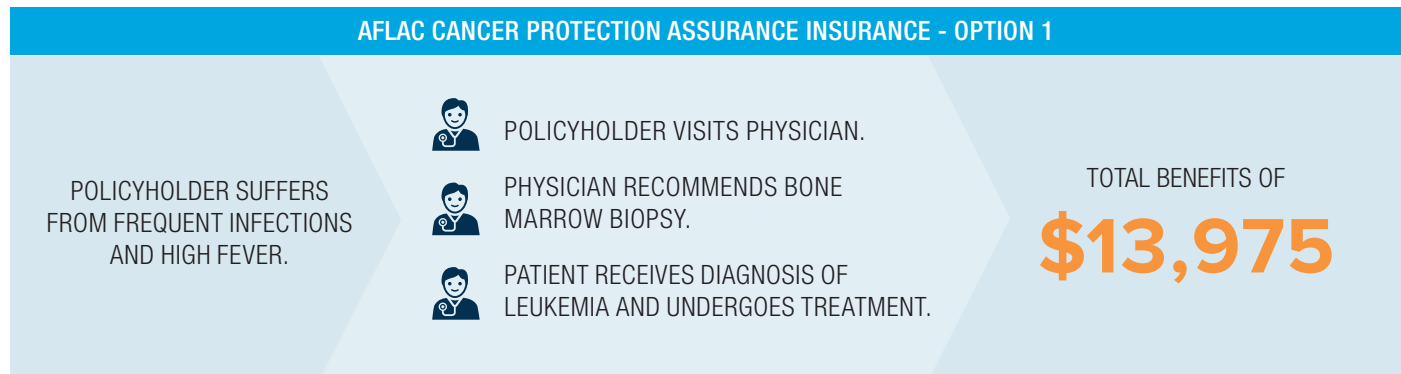 AFLAC CANCER PROTECTION ASSURANCE INSURANCE - OPTION 1
POLICYHOLDER SUFFERS
FROM FREQUENT INFECTIONS
AND HIGH FEVER.
POLICYHOLDER VISITS PHYSICIAN.
PHYSICIAN RECOMMENDS BONE
MARROW BIOPSY.
PATIENT RECEIVES DIAGNOSIS OF
LEUKEMIA AND UNDERGOES TREATMENT.
TOTAL BENEFITS OF
$13,975